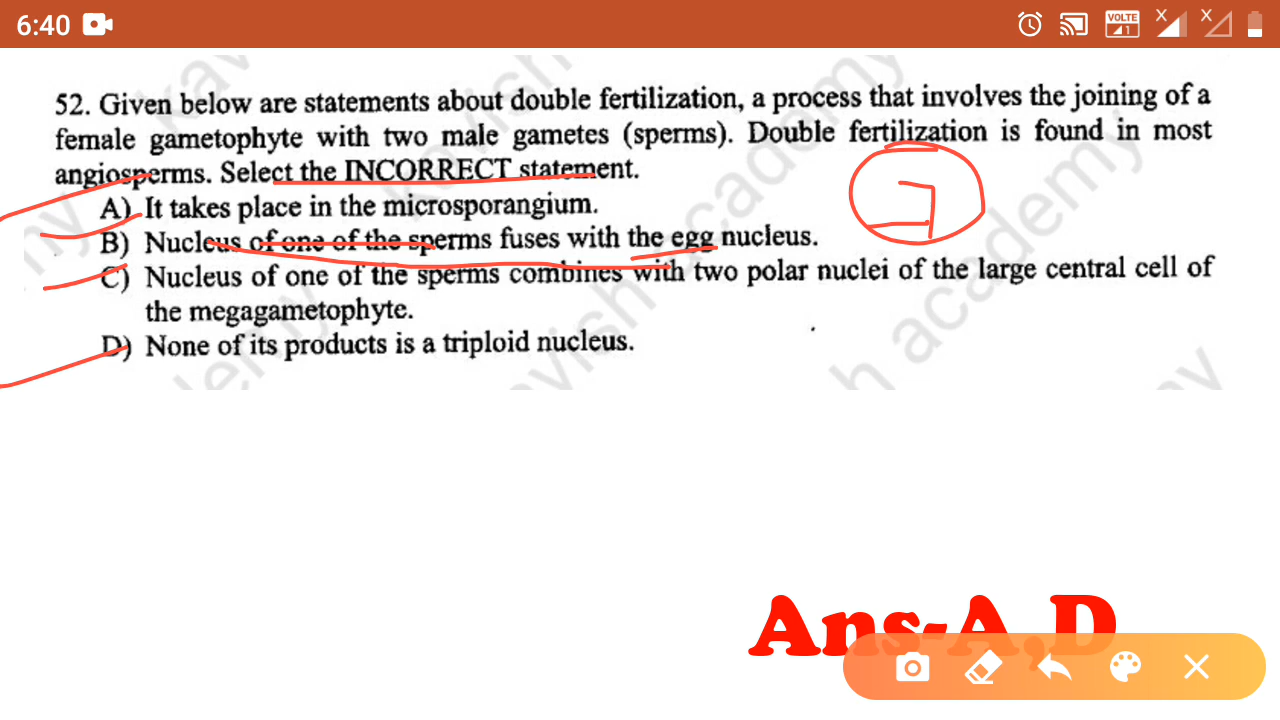 6:40
VOLTE
1
X
X
52. Given below are statements about double fertilization, a process that involves the joining of a
female gametophyte with two male gametes (sperms). Double fertilization is found in most
angiosperms. Select the INCORRECT statement.
A) It takes place in the microsporangium.
B) Nucleus of one of the sperms fuses with the egg nucleus.
C) Nucleus of one of the sperms combines with two polar nuclei of the large central cell of
the megagametophyte.
D) None of its products is a triploid nucleus.
kavish academy
Ans-A,D